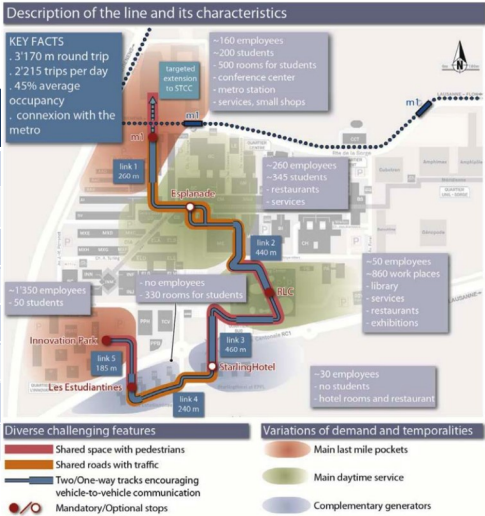 Description of the line and its characteristics
KEY FACTS
. 3'170 m round trip
. 2'215 trips per day
. 45% average
occupancy
. connexion with the
metro
targeted
extension
to STCC
~160 employees
~200 students
- 500 rooms for students
- conference center
- metro station
- services, small shops
N
m1
m1
m1
link 1
260 m
Esplanade
~260 employees
~345 students
- restaurants
- services
link 2
440 m
RLC
~50 employees
~860 work places
- library
- services
- restaurants
- exhibitions
- no employees
- 330 rooms for students
~1'350 employees
- 50 students
Innovation Park
link 5
185 m
Les Estudiantines
link 3
460 m
StarlingHotel
link 4
240 m
~30 employees
- no students
- hotel rooms and restaurant
Diverse challenging features
Shared space with pedestrians
Shared roads with traffic
Two/One-way tracks encouraging
vehicle-to-vehicle communication
Mandatory/Optional stops
Variations of demand and temporalities
Main last mile pockets
Main daytime service
Complementary generators